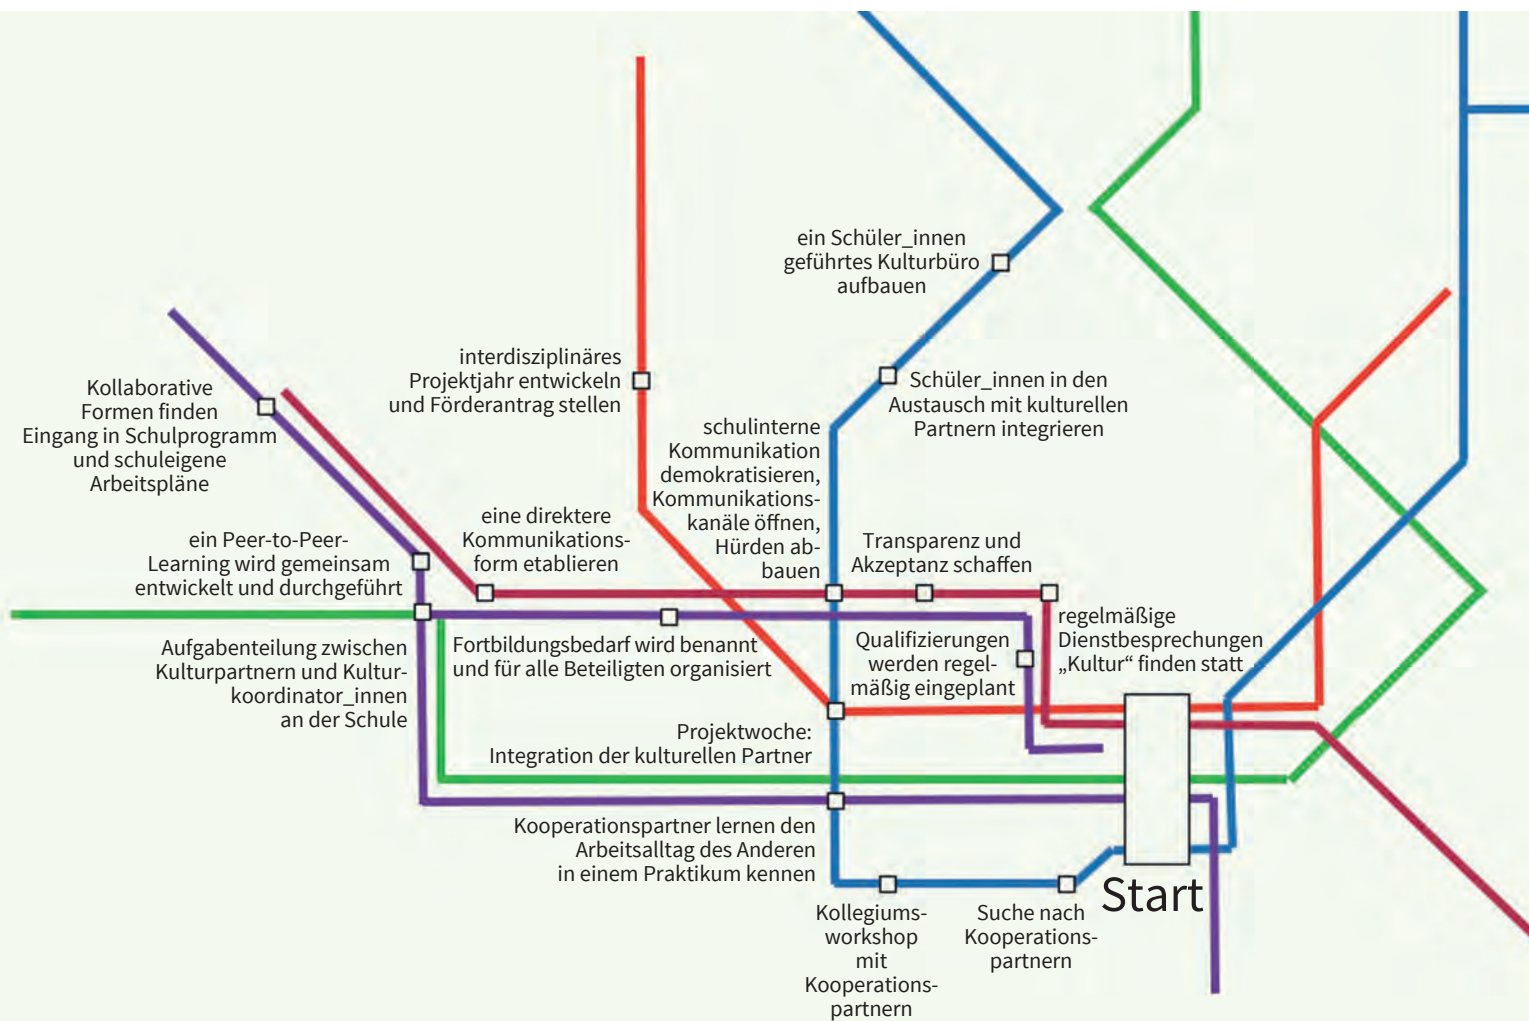 ein Schüler_innen
geführtes Kulturbüro
aufbauen
interdisziplinäres
Projektjahr entwickeln
und Förderantrag stellen
Schüler_innen in den
Austausch mit kulturellen
Partnern integrieren
Kollaborative
Formen finden
Eingang in Schulprogramm
und schuleigene
Arbeitspläne
schulinterne
Kommunikation
demokratisieren,
Kommunikations-
kanäle öffnen,
Hürden ab-
bauen
eine direktere
Kommunikations-
form etablieren
Transparenz und
Akzeptanz schaffen
ein Peer-to-Peer-
Learning wird gemeinsam
entwickelt und durchgeführt
regelmäßige
Dienstbesprechungen
„Kultur“ finden statt
Aufgabenteilung zwischen
Kulturpartnern und Kultur-
koordinator_innen
an der Schule
Fortbildungsbedarf wird benannt
und für alle Beteiligten organisiert
Qualifizierungen
werden regel-
mäßig eingeplant
Projektwoche:
Integration der kulturellen Partner
Kooperationspartner lernen den
Arbeitsalltag des Anderen
in einem Praktikum kennen
Start
Kollegiums-
workshop
mit
Kooperations-
partnern
Suche nach
Kooperations-
partnern